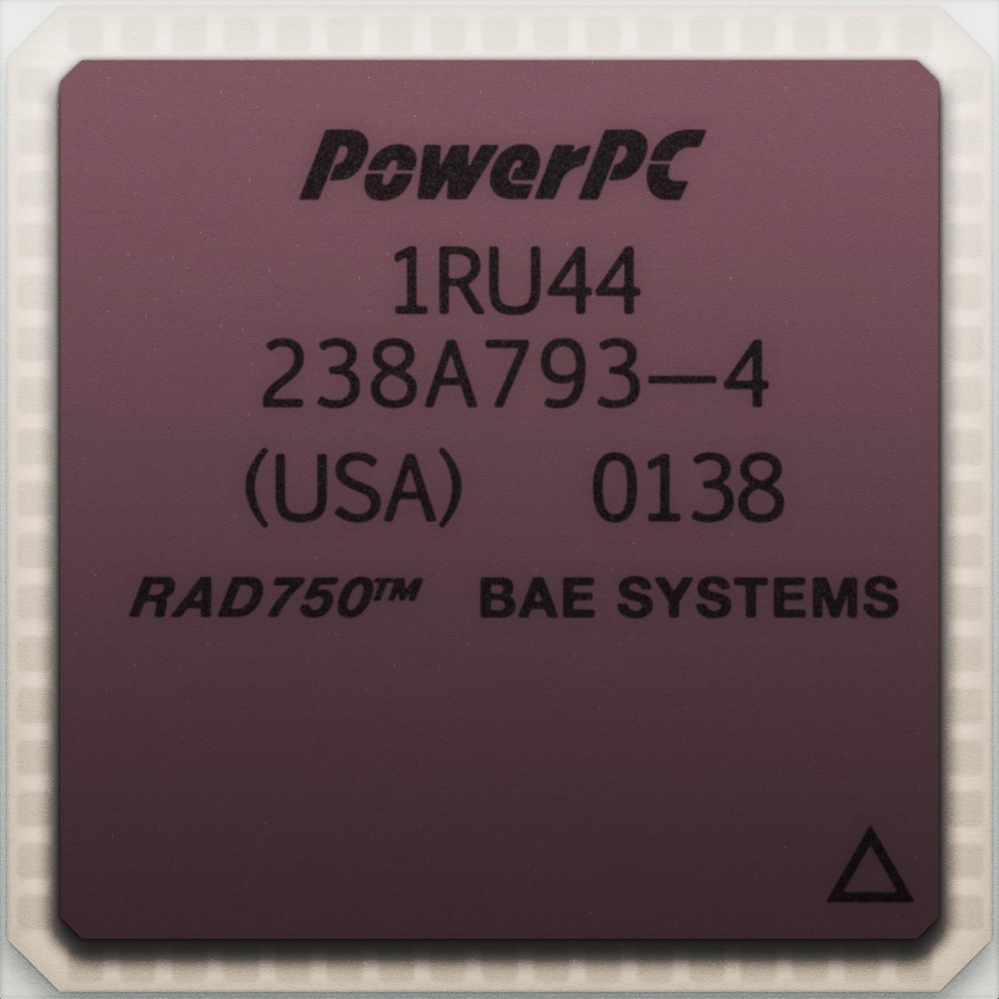 PowerPC
1RU44
238A793—4
(USA) 0138
RAD750™ BAE SYSTEMS